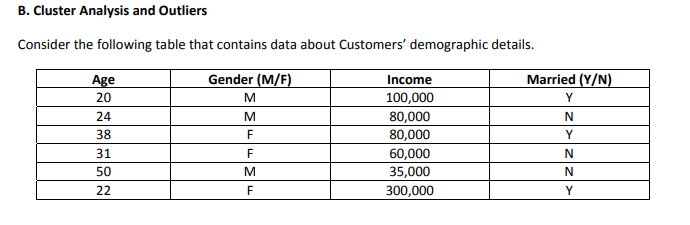 B. Cluster Analysis and Outliers
Consider the following table that contains data about Customers’ demographic details.
Age Gender (M/F) Income Married (Y/N)
20 M 100,000 Y
24 M 80,000 N
38 F 80,000 Y
31 F 60,000 N
50 M 35,000 N
22 F 300,000 Y